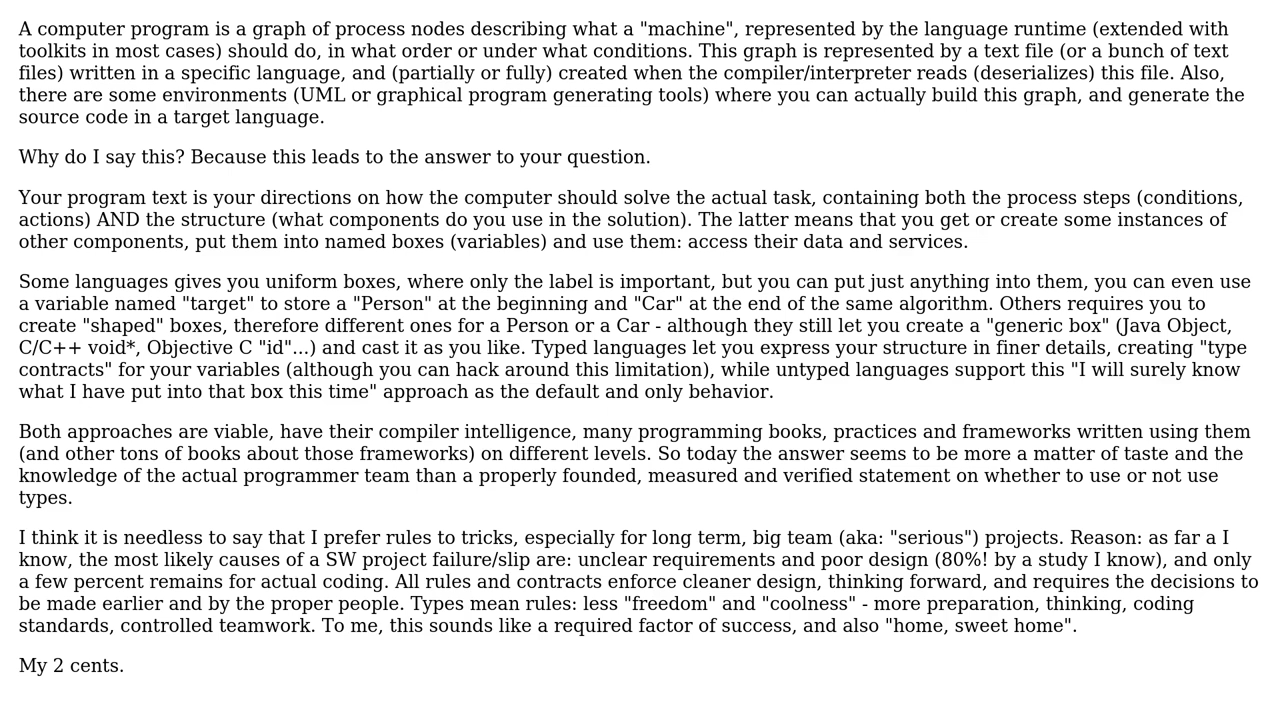 A computer program is a graph of process nodes describing what a "machine", represented by the language runtime (extended with
toolkits in most cases) should do, in what order or under what conditions. This graph is represented by a text file (or a bunch of text
files) written in a specific language, and (partially or fully) created when the compiler/interpreter reads (deserializes) this file. Also,
there are some environments (UML or graphical program generating tools) where you can actually build this graph, and generate the
source code in a target language.
Why do I say this? Because this leads to the answer to your question.
Your program text is your directions on how the computer should solve the actual task, containing both the process steps (conditions,
actions) AND the structure (what components do you use in the solution). The latter means that you get or create some instances of
other components, put them into named boxes (variables) and use them: access their data and services.
Some languages gives you uniform boxes, where only the label is important, but you can put just anything into them, you can even use
a variable named "target" to store a "Person" at the beginning and "Car" at the end of the same algorithm. Others requires you to
create "shaped" boxes, therefore different ones for a Person or a Car - although they still let you create a "generic box" (Java Object,
C/C++ void*, Objective C "id"...) and cast it as you like. Typed languages let you express your structure in finer details, creating "type
contracts" for your variables (although you can hack around this limitation), while untyped languages support this "I will surely know
what I have put into that box this time" approach as the default and only behavior.
Both approaches are viable, have their compiler intelligence, many programming books, practices and frameworks written using them
(and other tons of books about those frameworks) on different levels. So today the answer seems to be more a matter of taste and the
knowledge of the actual programmer team than a properly founded, measured and verified statement on whether to use or not use
types.
I think it is needless to say that I prefer rules to tricks, especially for long term, big team (aka: "serious") projects. Reason: as far a I
know, the most likely causes of a SW project failure/slip are: unclear requirements and poor design (80%! by a study I know), and only
a few percent remains for actual coding. All rules and contracts enforce cleaner design, thinking forward, and requires the decisions to
be made earlier and by the proper people. Types mean rules: less "freedom" and "coolness" - more preparation, thinking, coding
standards, controlled teamwork. To me, this sounds like a required factor of success, and also "home, sweet home".
My 2 cents.